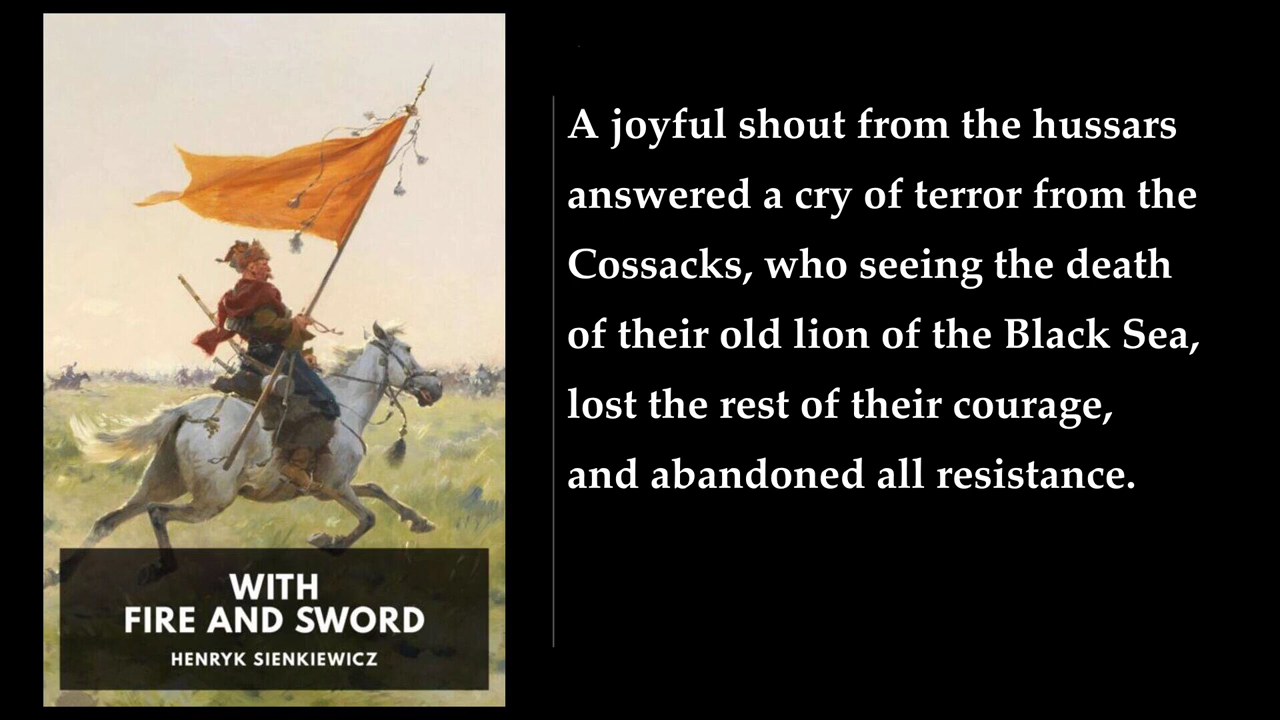 A joyful shout from the hussars
answered a cry of terror from the
Cossacks, who seeing the death
of their old lion of the Black Sea,
lost the rest of their courage,
and abandoned all resistance.
WITH
FIRE AND SWORD
HENRYK SIENKIEWICZ